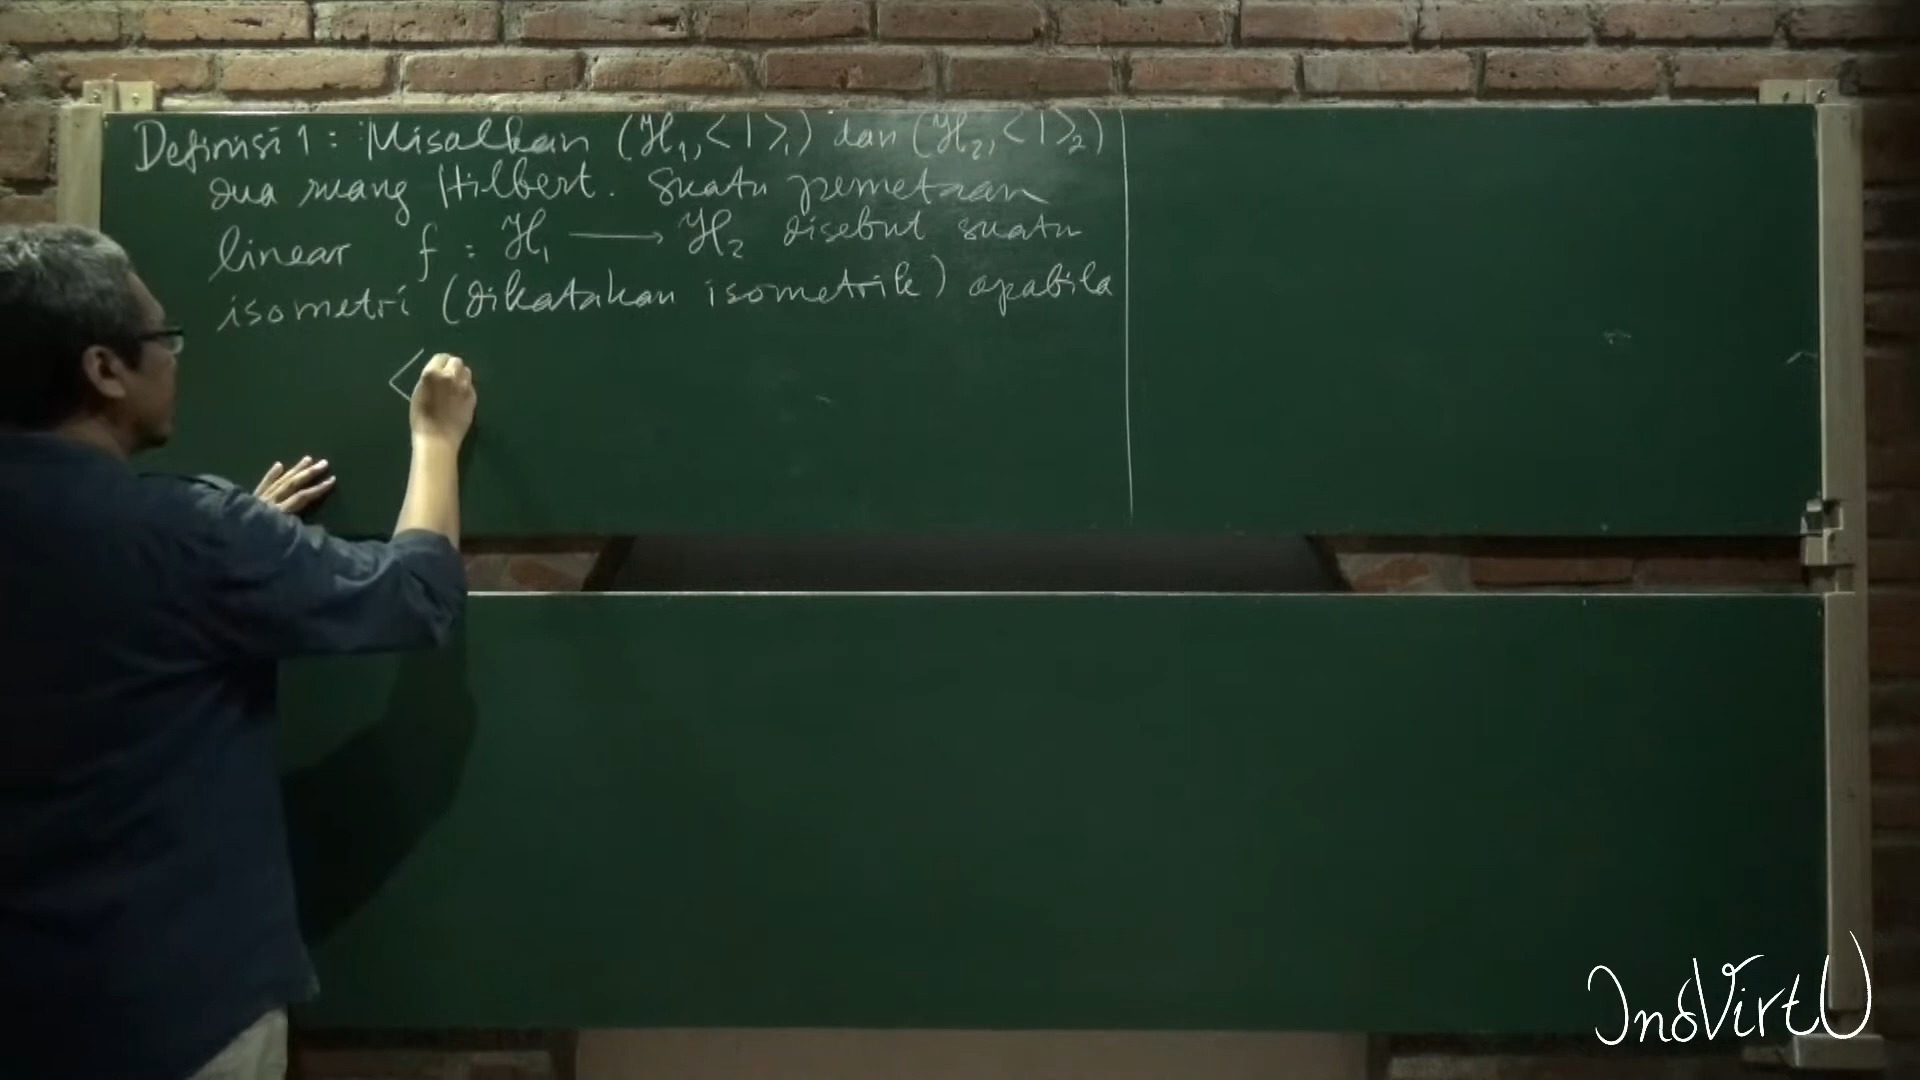 Definisi 1 : Misalkan (ℋ₁, < | >₁) dan (ℋ₂, < | >₂)
dua ruang Hilbert. Suatu pemetaan
linear f : ℋ₁ ⟶ ℋ₂ disebut suatu
isometri (dikatakan isometrik) apabila
<
InoVirtU